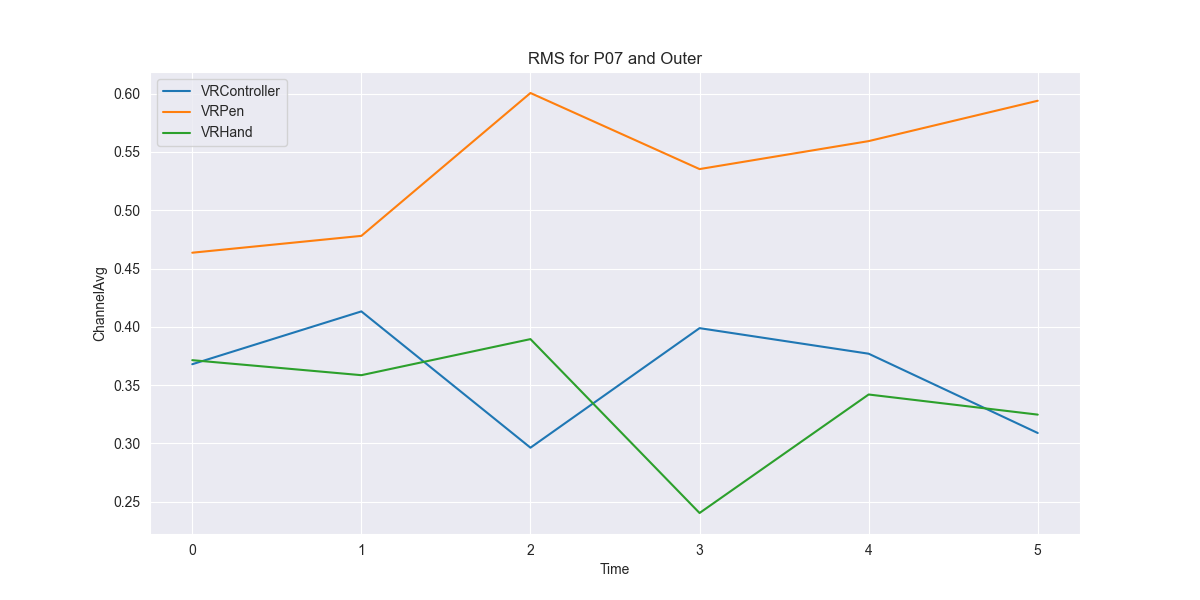 RMS for P07 and Outer
VRController
VRPen
VRHand
ChannelAvg
0.60
0.55
0.50
0.45
0.40
0.35
0.30
0.25
0 1 2 3 4 5
Time